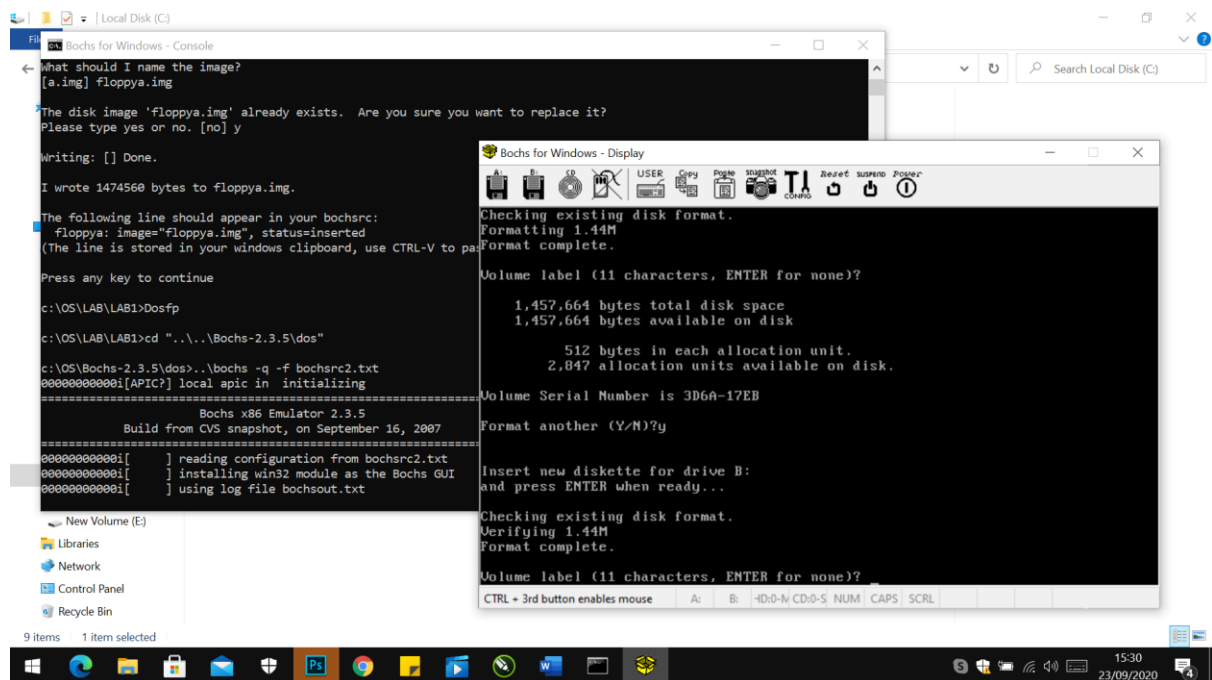 Local Disk (C:)
Bochs for Windows - Console
Search Local Disk (C:)
What should I name the image?
[a.img] floppya.img
The disk image 'floppya.img' already exists.  Are you sure you want to replace it?
Please type yes or no. [no] y
Writing: [] Done.
I wrote 1474560 bytes to floppya.img.
The following line should appear in your bochsrc:
floppya: image="floppya.img", status=inserted
(The line is stored in your windows clipboard, use CTRL-V to
Press any key to continue
c:\OS\LAB\LAB1>Dosfp
c:\OS\LAB\LAB1>cd "..\..\Bochs-2.3.5\dos"
c:\OS\Bochs-2.3.5\dos>..\bochs -q -f bochsrc2.txt
00000000000i[APIC?] local apic in  initializing
========================================================
Bochs x86 Emulator 2.3.5
Build from CVS snapshot, on September 16, 2007
========================================================
00000000000i[     ] reading configuration from bochsrc2.txt
00000000000i[     ] installing win32 module as the Bochs GUI
00000000000i[     ] using log file bochsout.txt
Bochs for Windows - Display
A: B: CD USER Copy Paste snapshot CONFIG Reset SUSPEND Power
Checking existing disk format.
Formatting 1.44M
Format complete.
Volume label (11 characters, ENTER for none)?
1,457,664 bytes total disk space
1,457,664 bytes available on disk
512 bytes in each allocation unit.
2,847 allocation units available on disk.
Volume Serial Number is 3D6A-17EB
Format another (Y/N)?y
Insert new diskette for drive B:
and press ENTER when ready...
Checking existing disk format.
Verifying 1.44M
Format complete.
Volume label (11 characters, ENTER for none)? _
CTRL + 3rd button enables mouse A: B: HD:0-M CD:0-S NUM CAPS SCRL
New Volume (E:)
Libraries
Network
Control Panel
Recycle Bin
9 items 1 item selected
Ps
15:30
23/09/2020
4